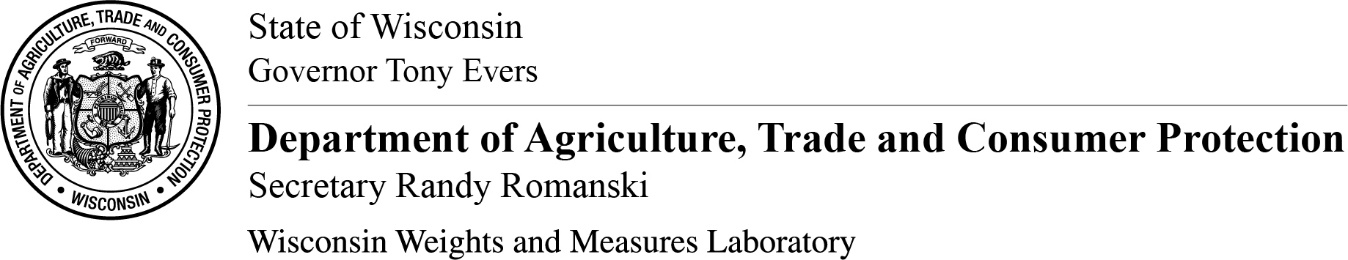 DEPARTMENT OF AGRICULTURE, TRADE AND CONSUMER PROTECTION
• WISCONSIN •
FORWARD
State of Wisconsin
Governor Tony Evers
Department of Agriculture, Trade and Consumer Protection
Secretary Randy Romanski
Wisconsin Weights and Measures Laboratory